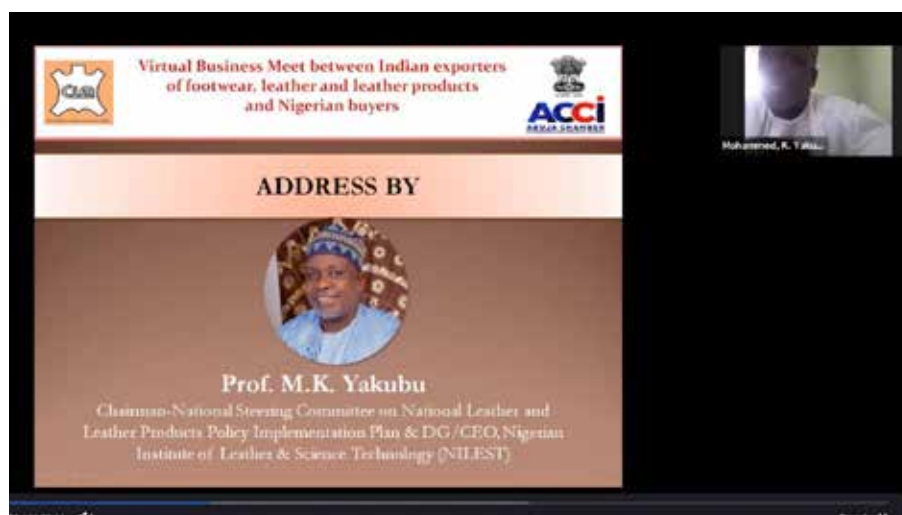 Virtual Business Meet between Indian exporters
of footwear, leather and leather products
and Nigerian buyers
ACCI
ABUJA CHAMBER
ADDRESS BY
Prof. M.K. Yakubu
Chairman-National Steering Committee on National Leather and
Leather Products Policy Implementation Plan & DG/CEO, Nigerian
Institute of Leather & Science Technology (NILEST)
Mohammed, K. Yaku...